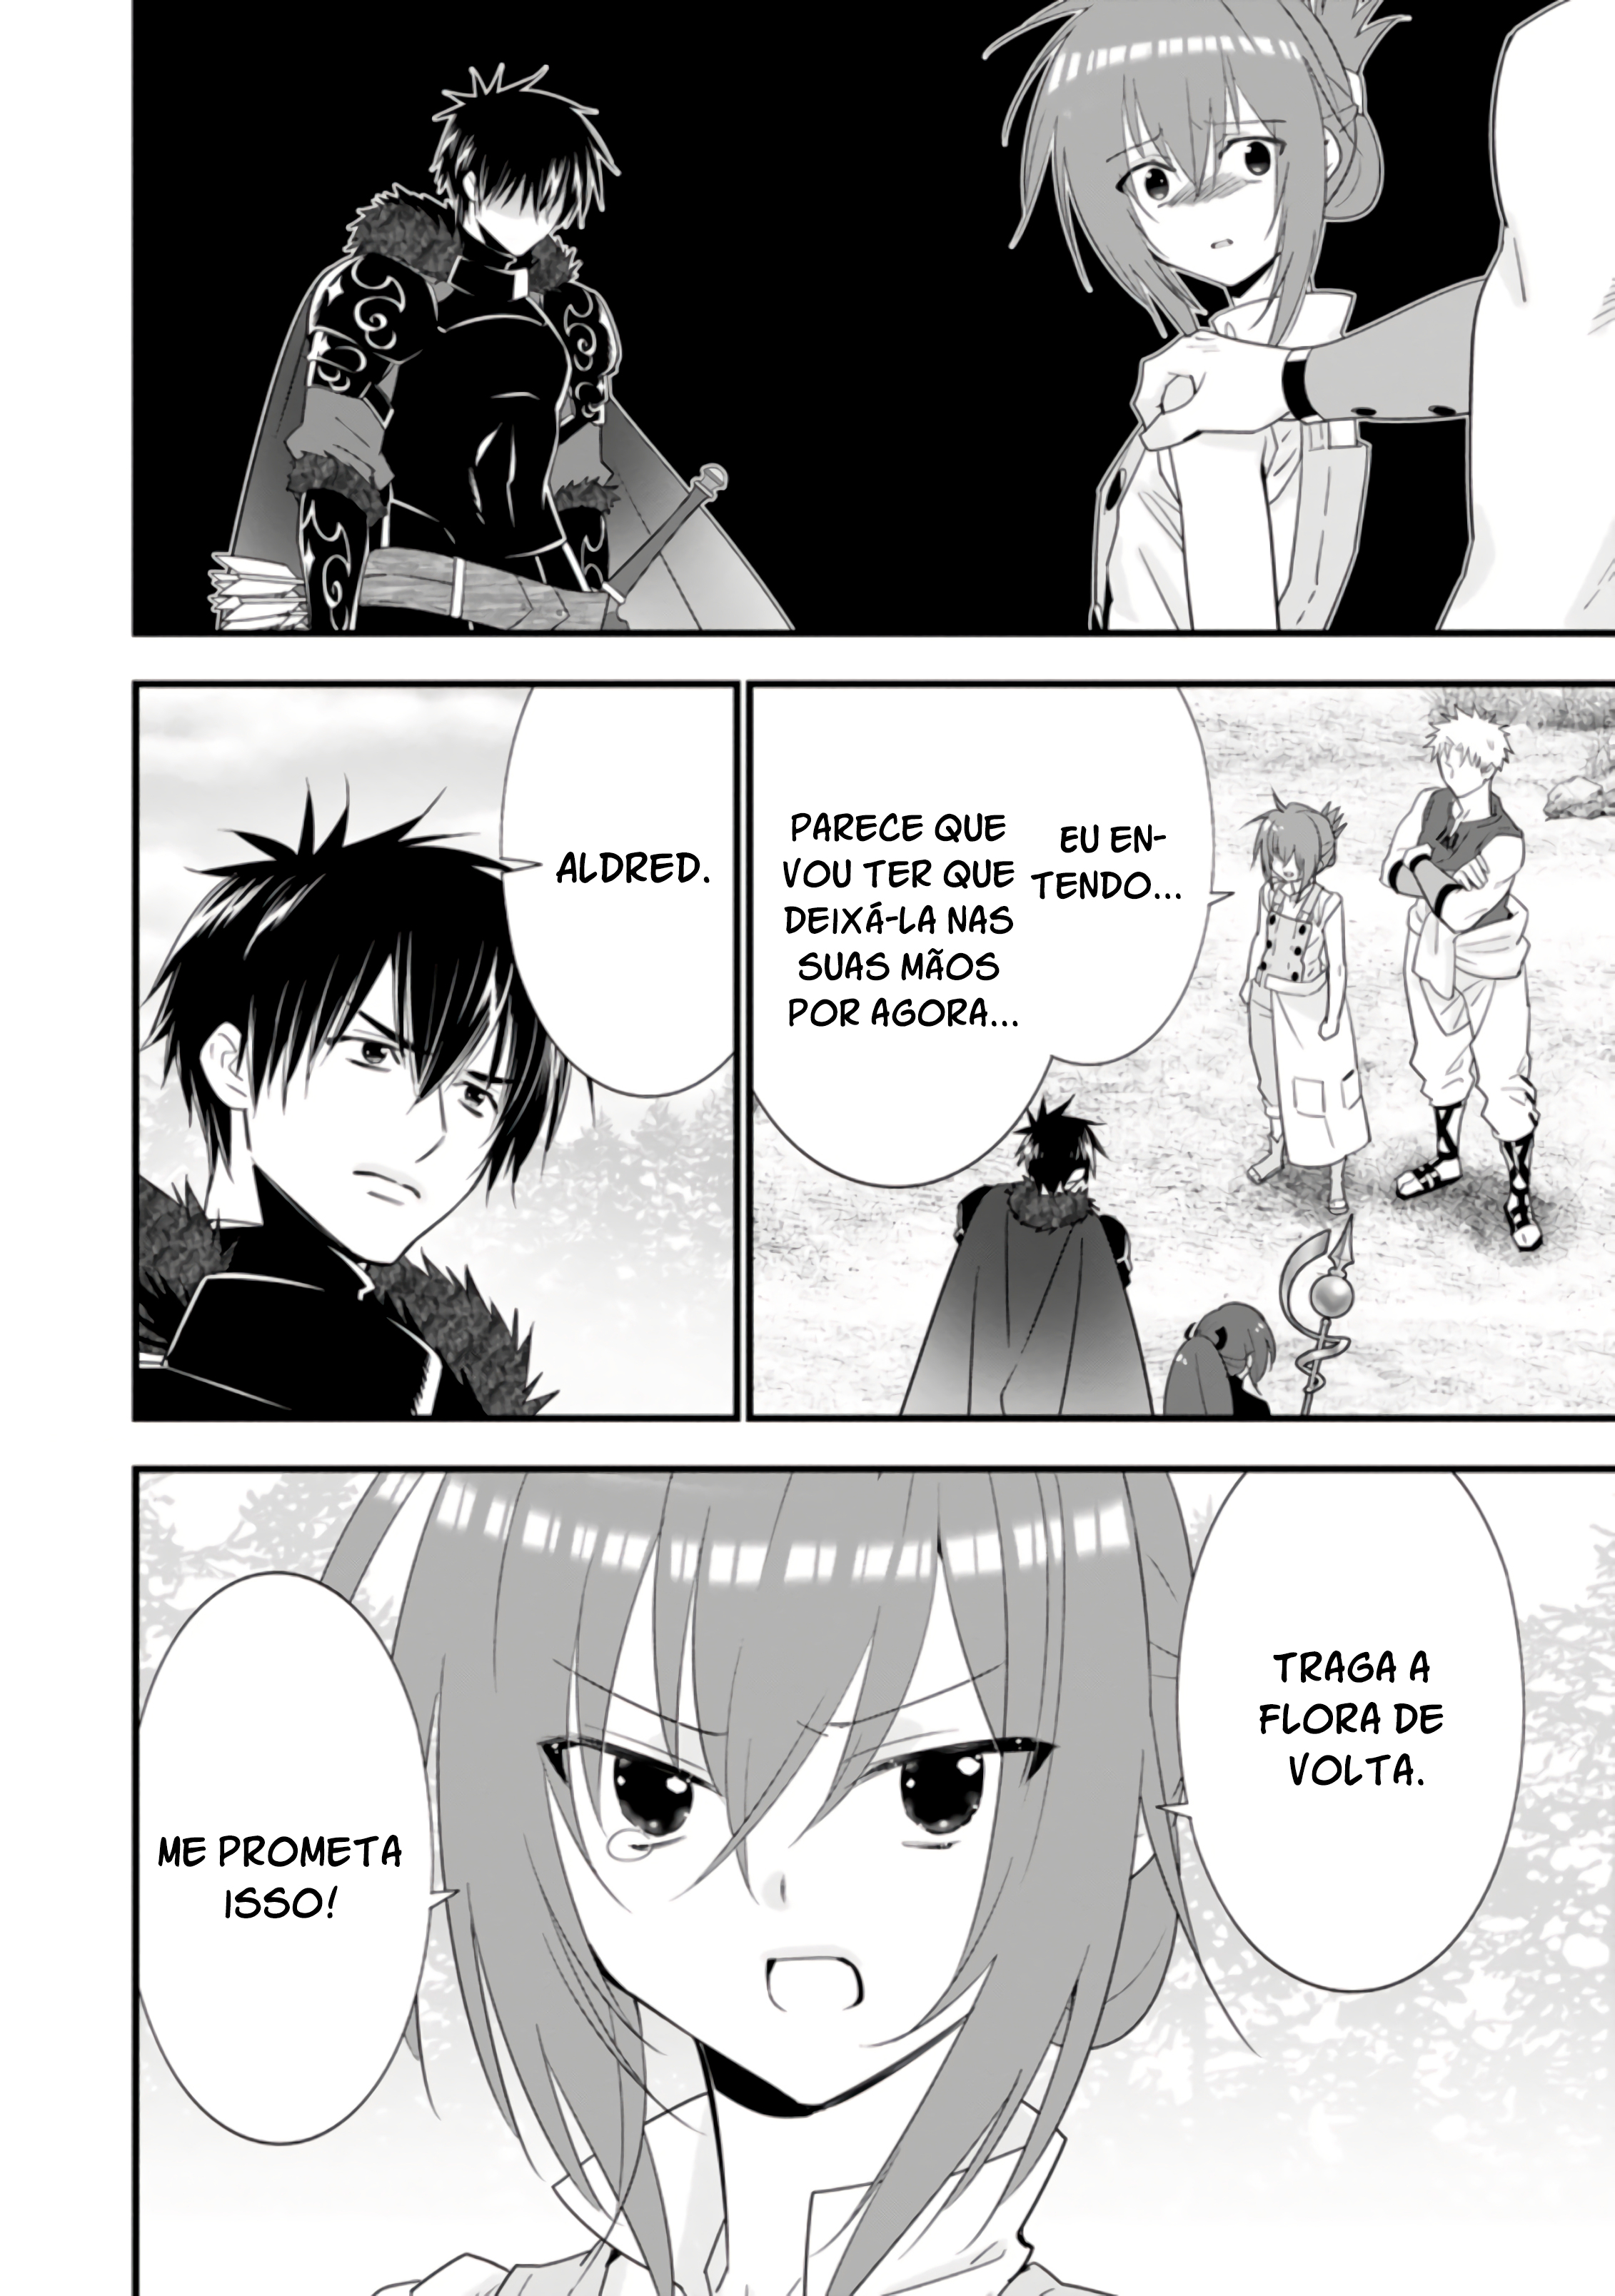 EU EN-
TENDO...
PARECE QUE
VOU TER QUE
DEIXÁ-LA NAS
SUAS MÃOS
POR AGORA...
ALDRED.
TRAGA A
FLORA DE
VOLTA.
ME PROMETA
ISSO!